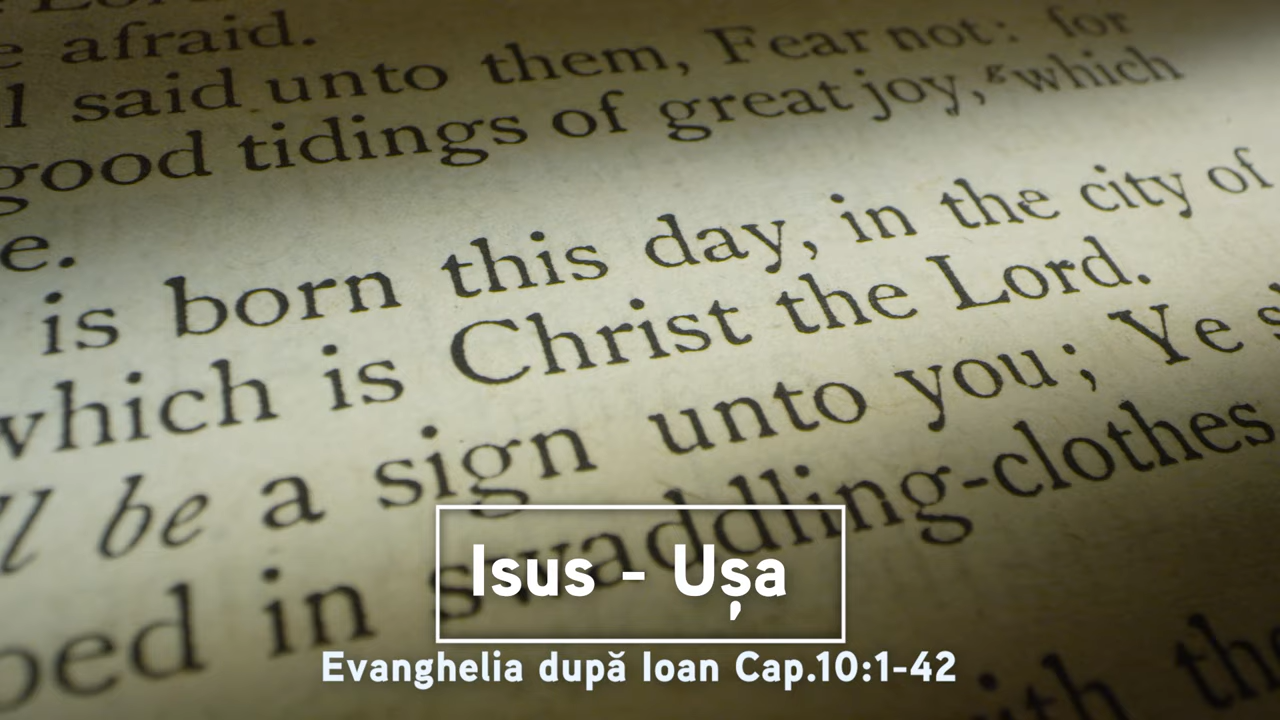 e afraid.
I said unto them, Fear not: for
good tidings of great joy, which
e.
is born this day, in the city of
which is Christ the Lord.
be a sign unto you; Ye
in swaddling-clothes
Isus - Ușa
Evanghelia după Ioan Cap.10:1-42